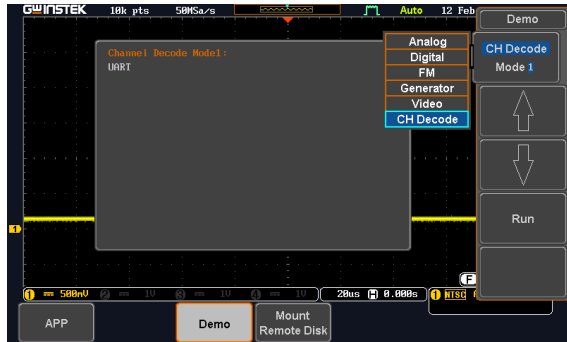 GWINSTEK 10k pts 50MSa/s Auto 12 Feb
Demo
CH Decode
Mode 1
Analog
Digital
FM
Generator
Video
CH Decode
Channel Decode Mode1:
UART
Run
1
F
1 500mV 2 1V 3 1V 4 1V 20us H 0.000s 1 NTSC
APP
Demo
Mount
Remote Disk